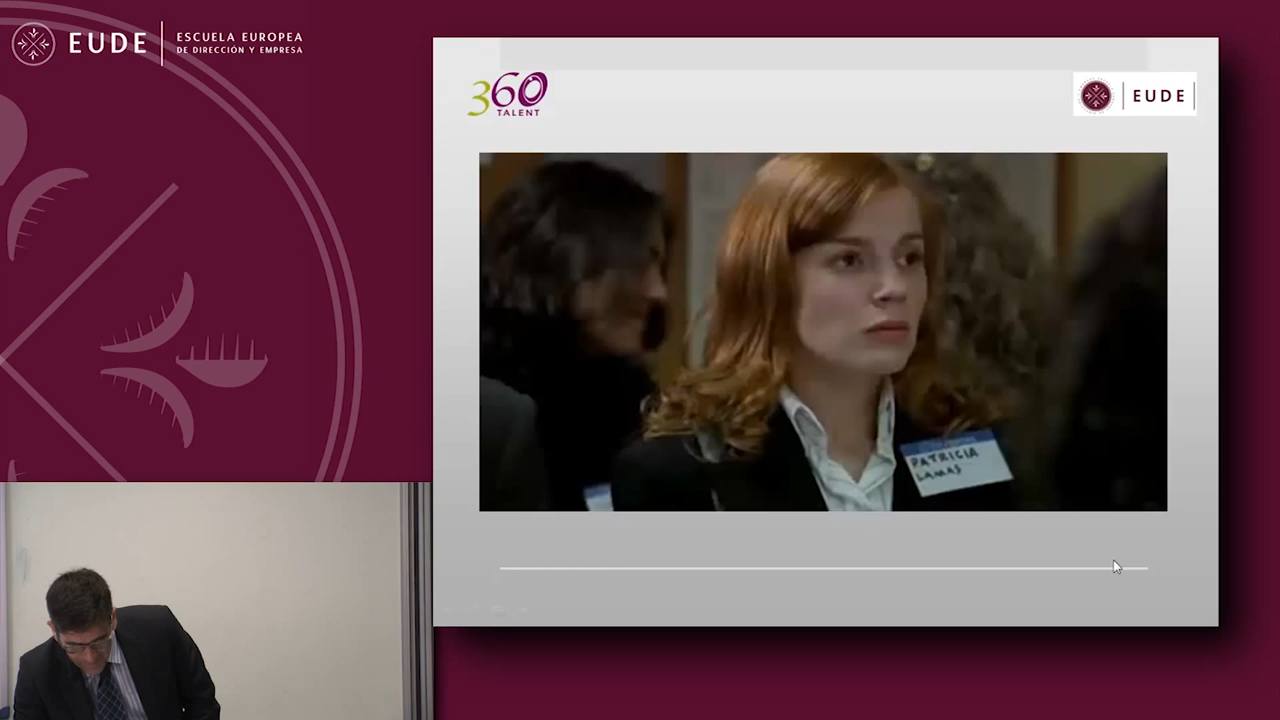 EUDE
ESCUELA EUROPEA
DE DIRECCIÓN Y EMPRESA
360
TALENT
EUDE
PATRICIA
LAMAS